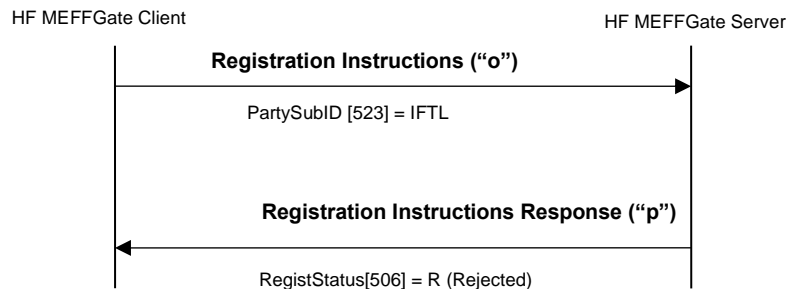 HF MEFFGate Client
HF MEFFGate Server
Registration Instructions (“o”)
PartySubID [523] = IFTL
Registration Instructions Response (“p”)
RegistStatus[506] = R (Rejected)